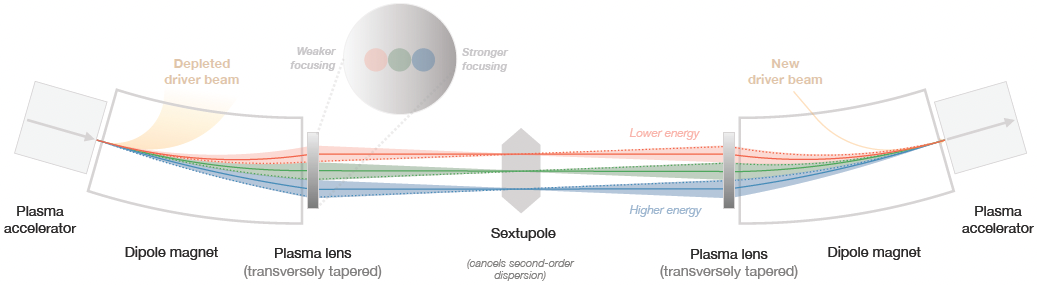 Weaker
focusing
Stronger
focusing
Depleted
driver beam
New
driver beam
Lower energy
Higher energy
Plasma
accelerator
Dipole magnet
Plasma lens
(transversely tapered)
Sextupole
(cancels second-order
dispersion)
Plasma lens
(transversely tapered)
Dipole magnet
Plasma
accelerator